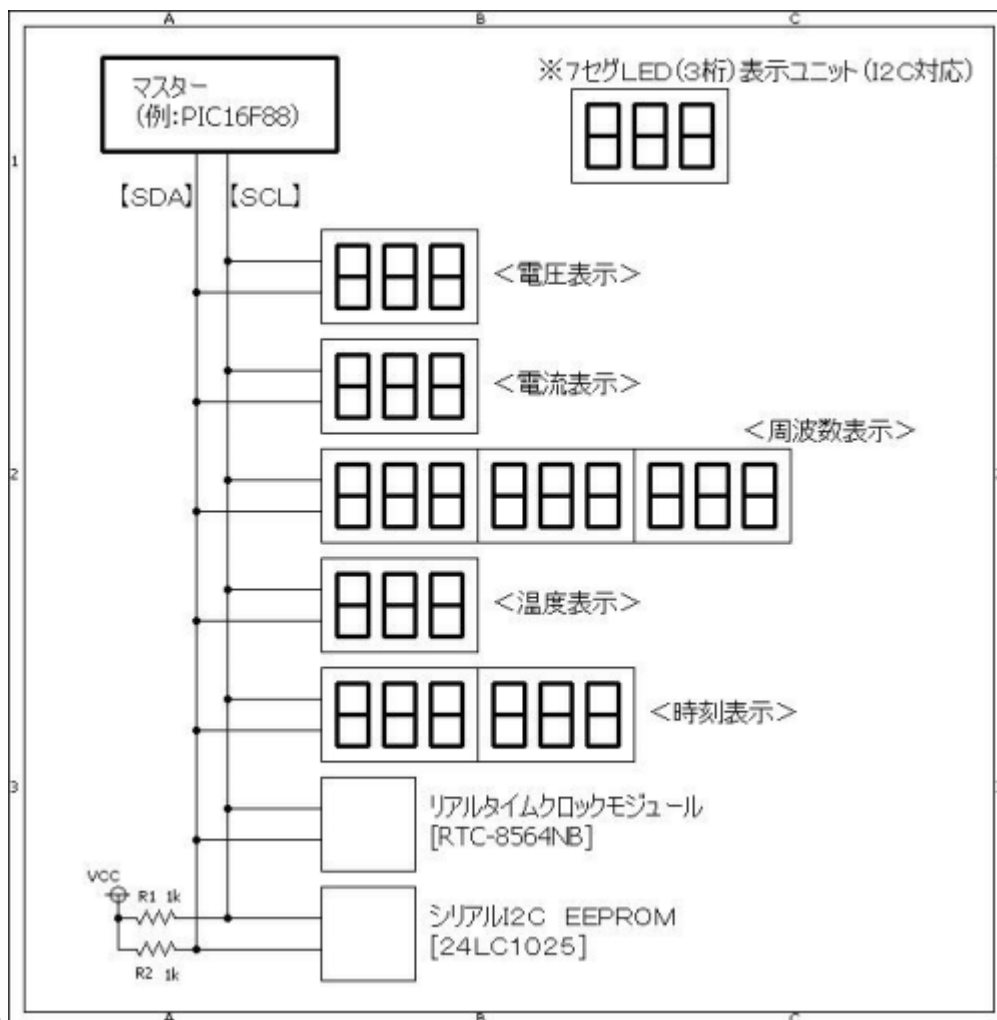 A B C
マスター
(例:PIC16F88)
※7セグLED(3桁)表示ユニット(I2C対応)
1
【SDA】 【SCL】
＜電圧表示＞
＜電流表示＞
＜周波数表示＞
2
＜温度表示＞
＜時刻表示＞
3
リアルタイムクロックモジュール
[RTC-8564NB]
VCC
R1 1k
シリアルI2C EEPROM
[24LC1025]
R2 1k
A B C